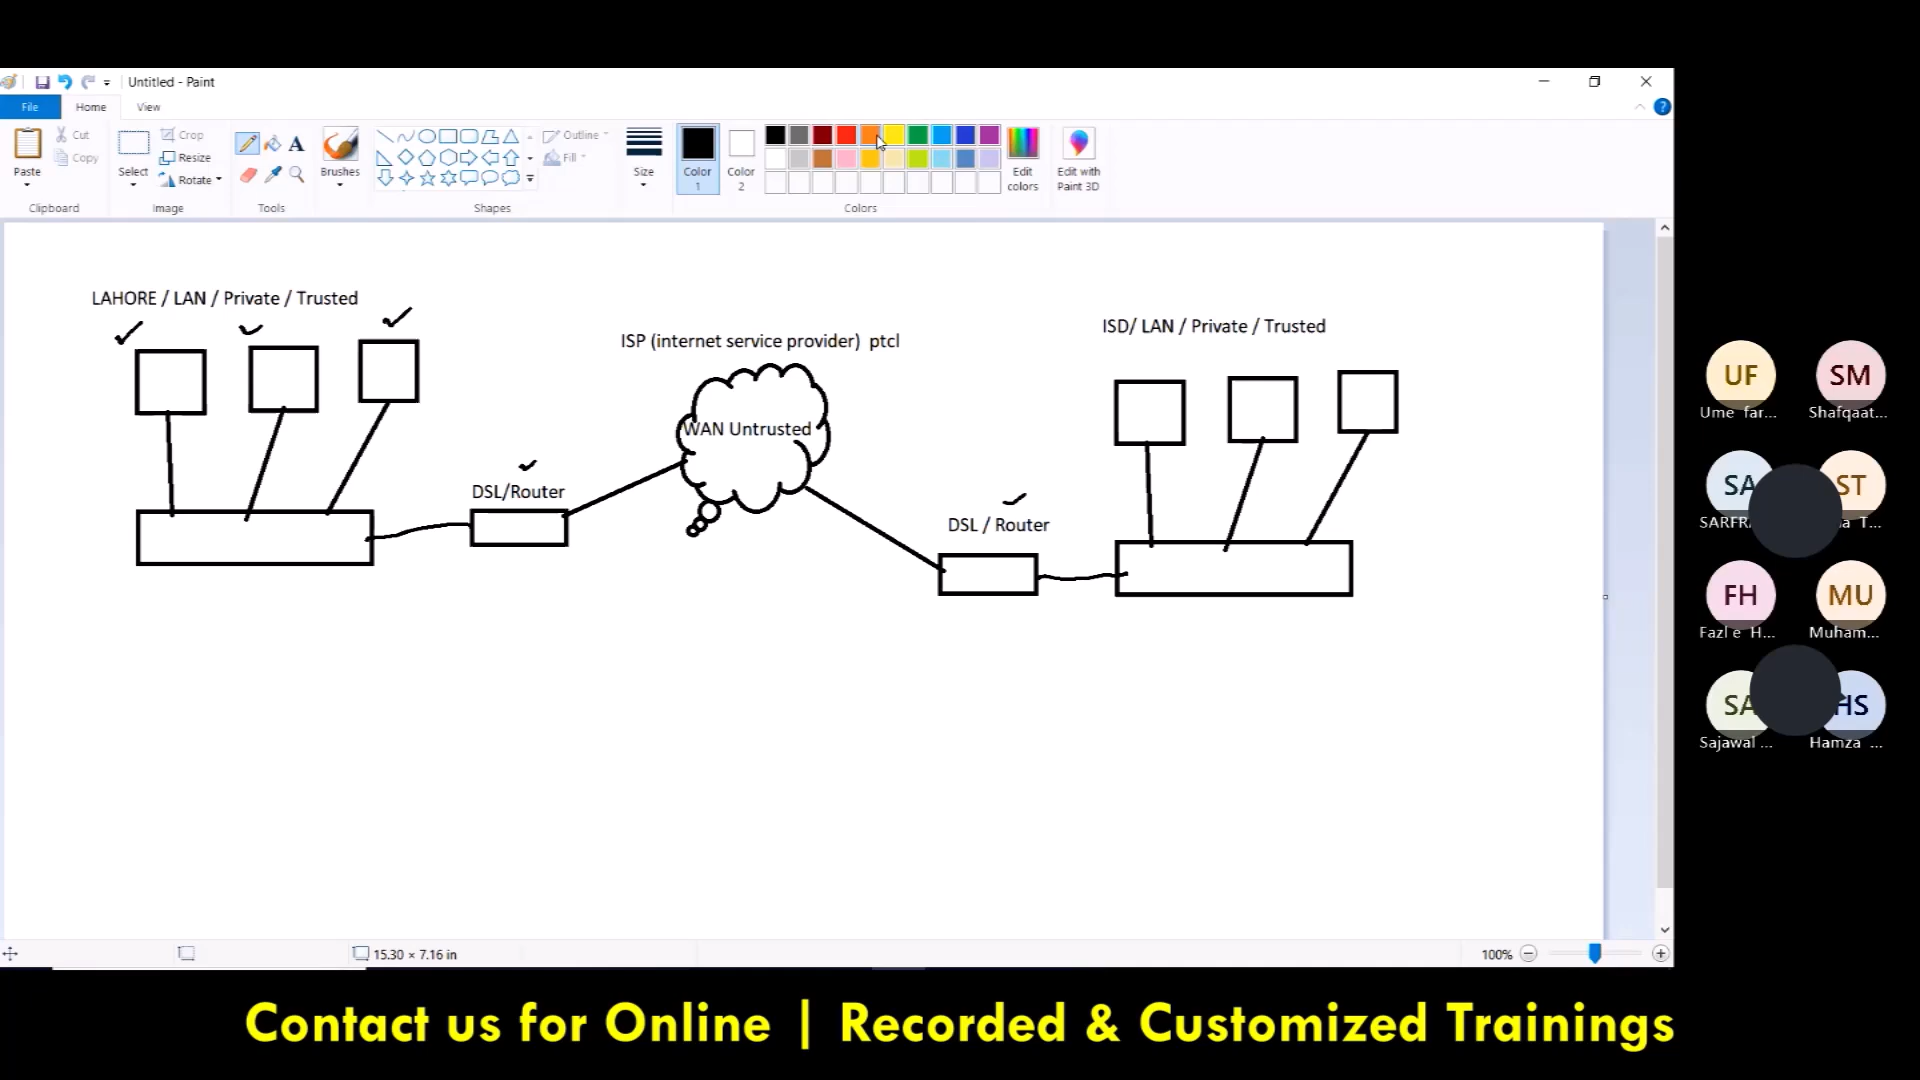 Untitled - Paint
File Home View
Paste
Cut
Copy
Clipboard
Select
Crop
Resize
Rotate
Image
A
Tools
Brushes
Outline
Fill
Shapes
Size
Color 1
Color 2
Edit colors
Colors
Edit with Paint 3D
?
LAHORE / LAN / Private / Trusted
ISP (internet service provider) ptcl
ISD/ LAN / Private / Trusted
WAN Untrusted
DSL/Router
DSL / Router
15.30 × 7.16 in
100%
UF SM
Ume far... Shafqaat...
SA ST
SARFR
a T...
FH MU
Fazl e H... Muham...
SA HS
Sajawal ... Hamza ...
Contact us for Online | Recorded & Customized Trainings